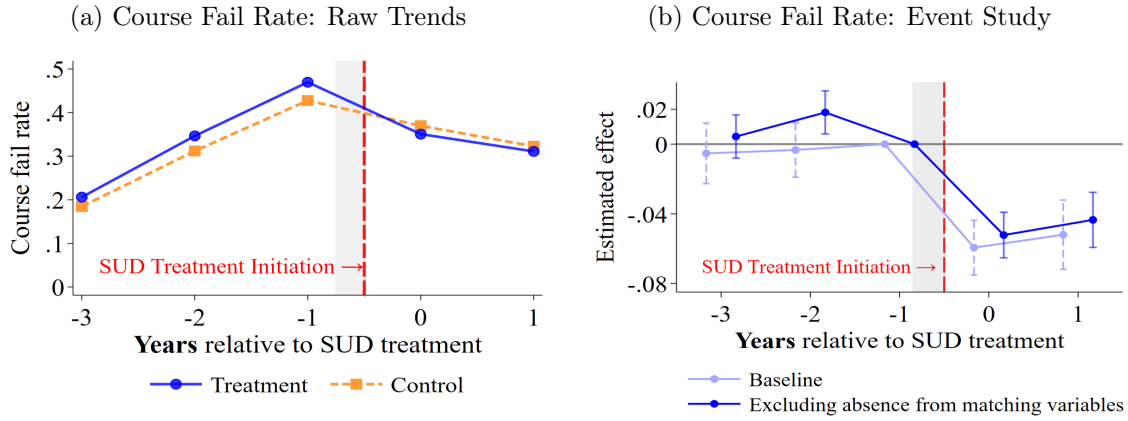 (a) Course Fail Rate: Raw Trends
Course fail rate
.5
.4
.3
.2
.1
0
SUD Treatment Initiation →
-3 -2 -1 0 1
Years relative to SUD treatment
Treatment Control
(b) Course Fail Rate: Event Study
Estimated effect
.02
0
-.04
-.08
SUD Treatment Initiation →
-3 -2 -1 0 1
Years relative to SUD treatment
Baseline
Excluding absence from matching variables